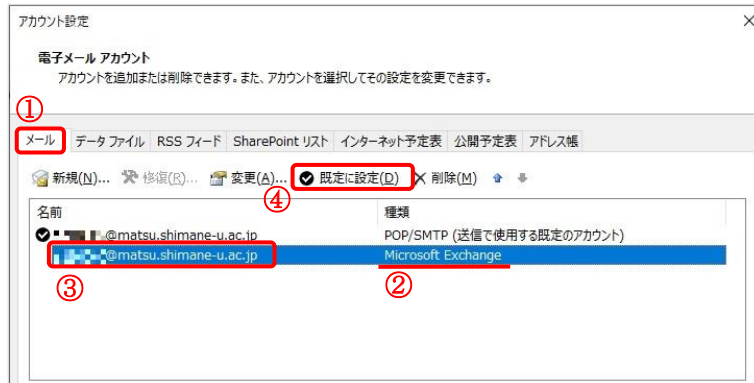 アカウント設定
電子メール アカウント
アカウントを追加または削除できます。また、アカウントを選択してその設定を変更できます。
①
メール データ ファイル RSS フィード SharePoint リスト インターネット予定表 公開予定表 アドレス帳
新規(N)... 修復(R)... 変更(A)... 既定に設定(D) 削除(M)
④
名前 種類
@matsu.shimane-u.ac.jp POP/SMTP (送信で使用する既定のアカウント)
@matsu.shimane-u.ac.jp Microsoft Exchange
③ ②